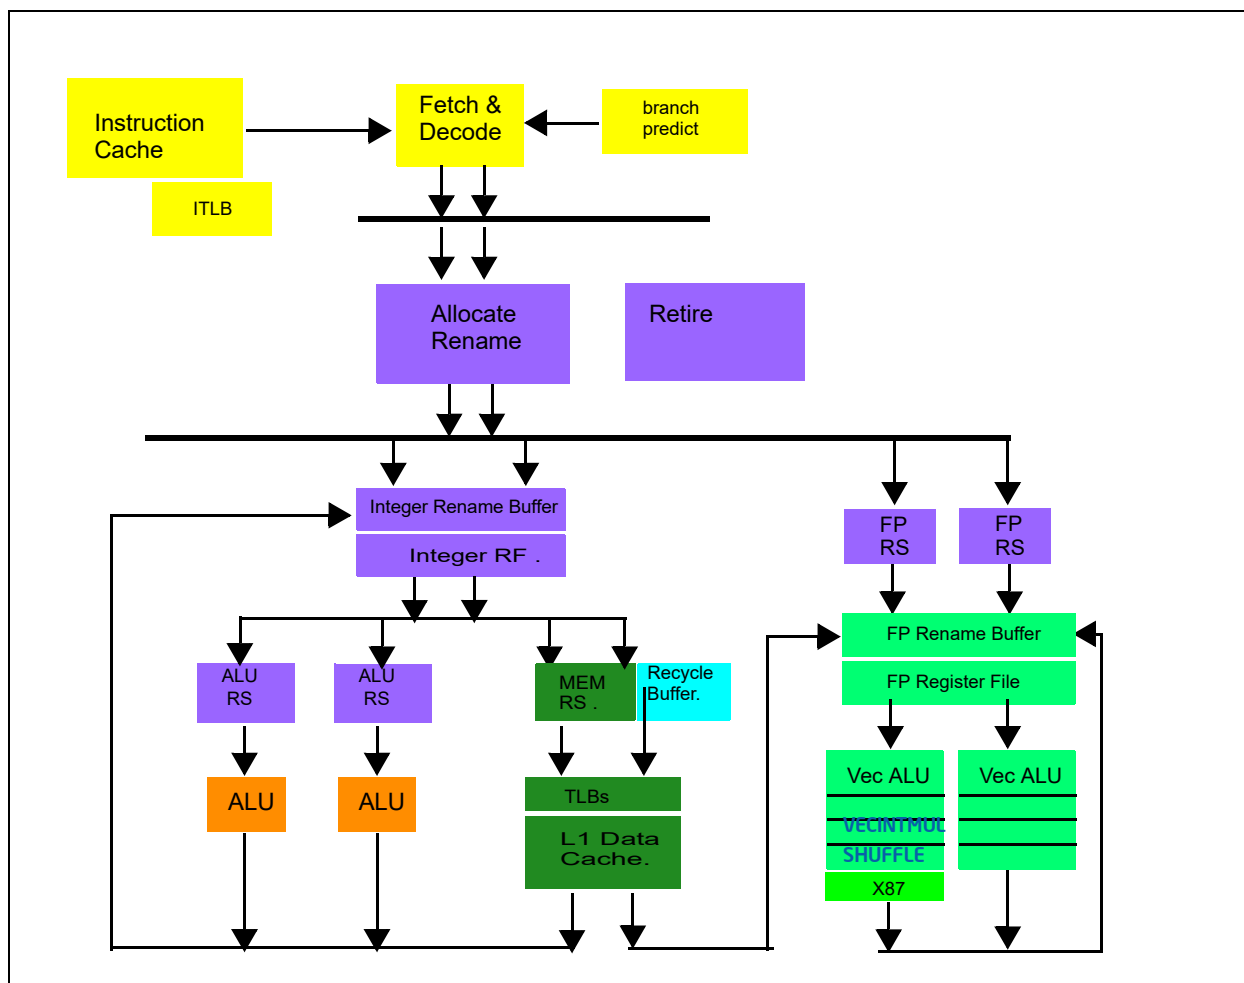 Instruction
Cache
Fetch &
Decode
branch
predict
ITLB
Allocate
Rename
Retire
Integer Rename Buffer
Integer RF .
FP
RS
FP
RS
ALU
RS
ALU
RS
MEM
RS .
Recycle
Buffer.
FP Rename Buffer
FP Register File
ALU
ALU
TLBs
L1 Data
Cache.
Vec ALU
Vec ALU
VECINTMUL
SHUFFLE
X87